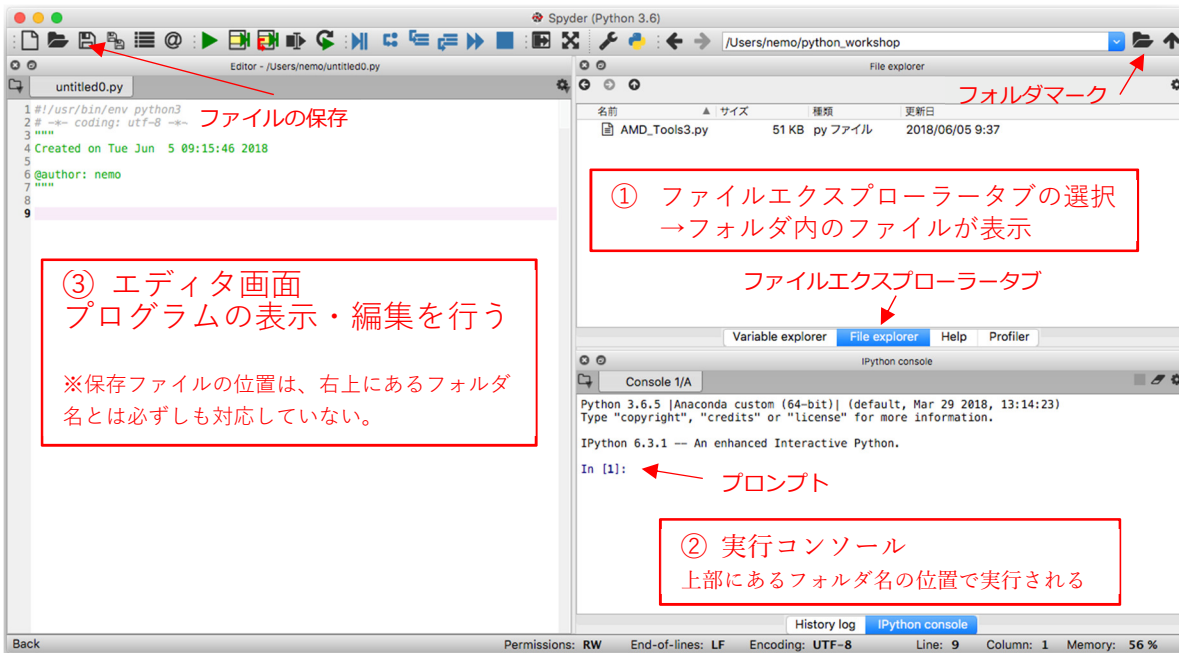 Spyder (Python 3.6)
/Users/nemo/python_workshop
Editor - /Users/nemo/untitled0.py
untitled0.py
1 #!/usr/bin/env python3
2 # -*- coding: utf-8 -*-
3 """
4 Created on Tue Jun  5 09:15:46 2018
5
6 @author: nemo
7 """
8
9
ファイルの保存
③ エディタ画面
プログラムの表示・編集を行う
※保存ファイルの位置は、右上にあるフォルダ
名とは必ずしも対応していない。
File explorer
フォルダマーク
名前 サイズ 種類 更新日
AMD_Tools3.py 51 KB py ファイル 2018/06/05 9:37
① ファイルエクスプローラータブの選択
→フォルダ内のファイルが表示
ファイルエクスプローラータブ
Variable explorer File explorer Help Profiler
IPython console
Console 1/A
Python 3.6.5 |Anaconda custom (64-bit)| (default, Mar 29 2018, 13:14:23)
Type "copyright", "credits" or "license" for more information.
IPython 6.3.1 -- An enhanced Interactive Python.
In [1]:
プロンプト
② 実行コンソール
上部にあるフォルダ名の位置で実行される
History log IPython console
Back Permissions: RW End-of-lines: LF Encoding: UTF-8 Line: 9 Column: 1 Memory: 56 %